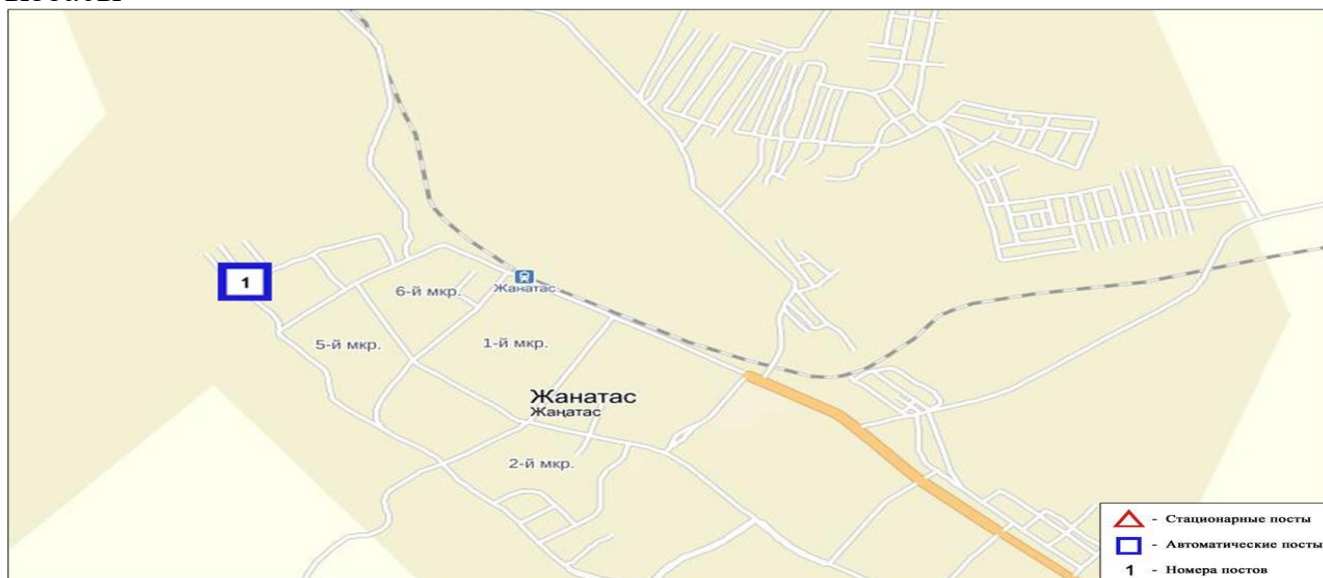 1
6-й мкр.
Жанатас
5-й мкр.
1-й мкр.
Жанатас
Жаңатас
2-й мкр.
- Стационарные посты
- Автоматические посты
1 - Номера постов